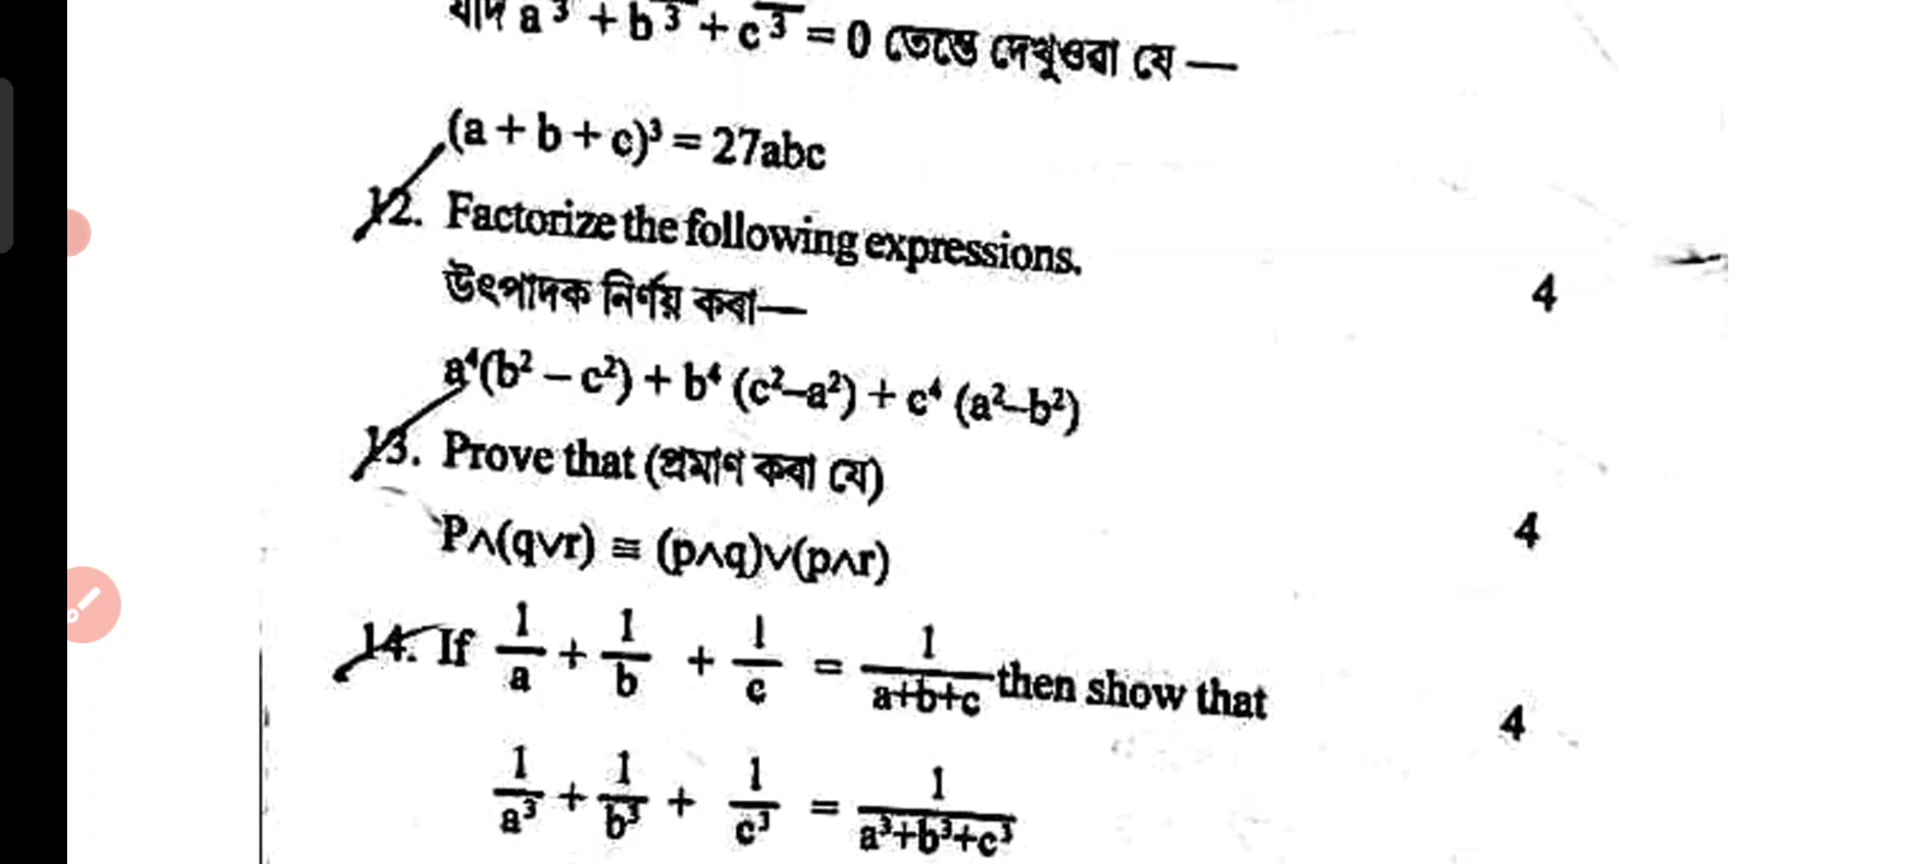 যদি a³ + b³ + c³ = 0 তেন্তে দেখুওৱা যে —
(a + b + c)³ = 27abc
12. Factorize the following expressions.
উৎপাদক নিৰ্ণয় কৰা—
4
a⁴(b² – c²) + b⁴ (c²–a²) + c⁴ (a²–b²)
13. Prove that (প্ৰমাণ কৰা যে)
4
P∧(q∨r) ≅ (p∧q)∨(p∧r)
14. If 1/a + 1/b + 1/c = 1/a+b+c then show that
4
1/a³ + 1/b³ + 1/c³ = 1/a³+b³+c³